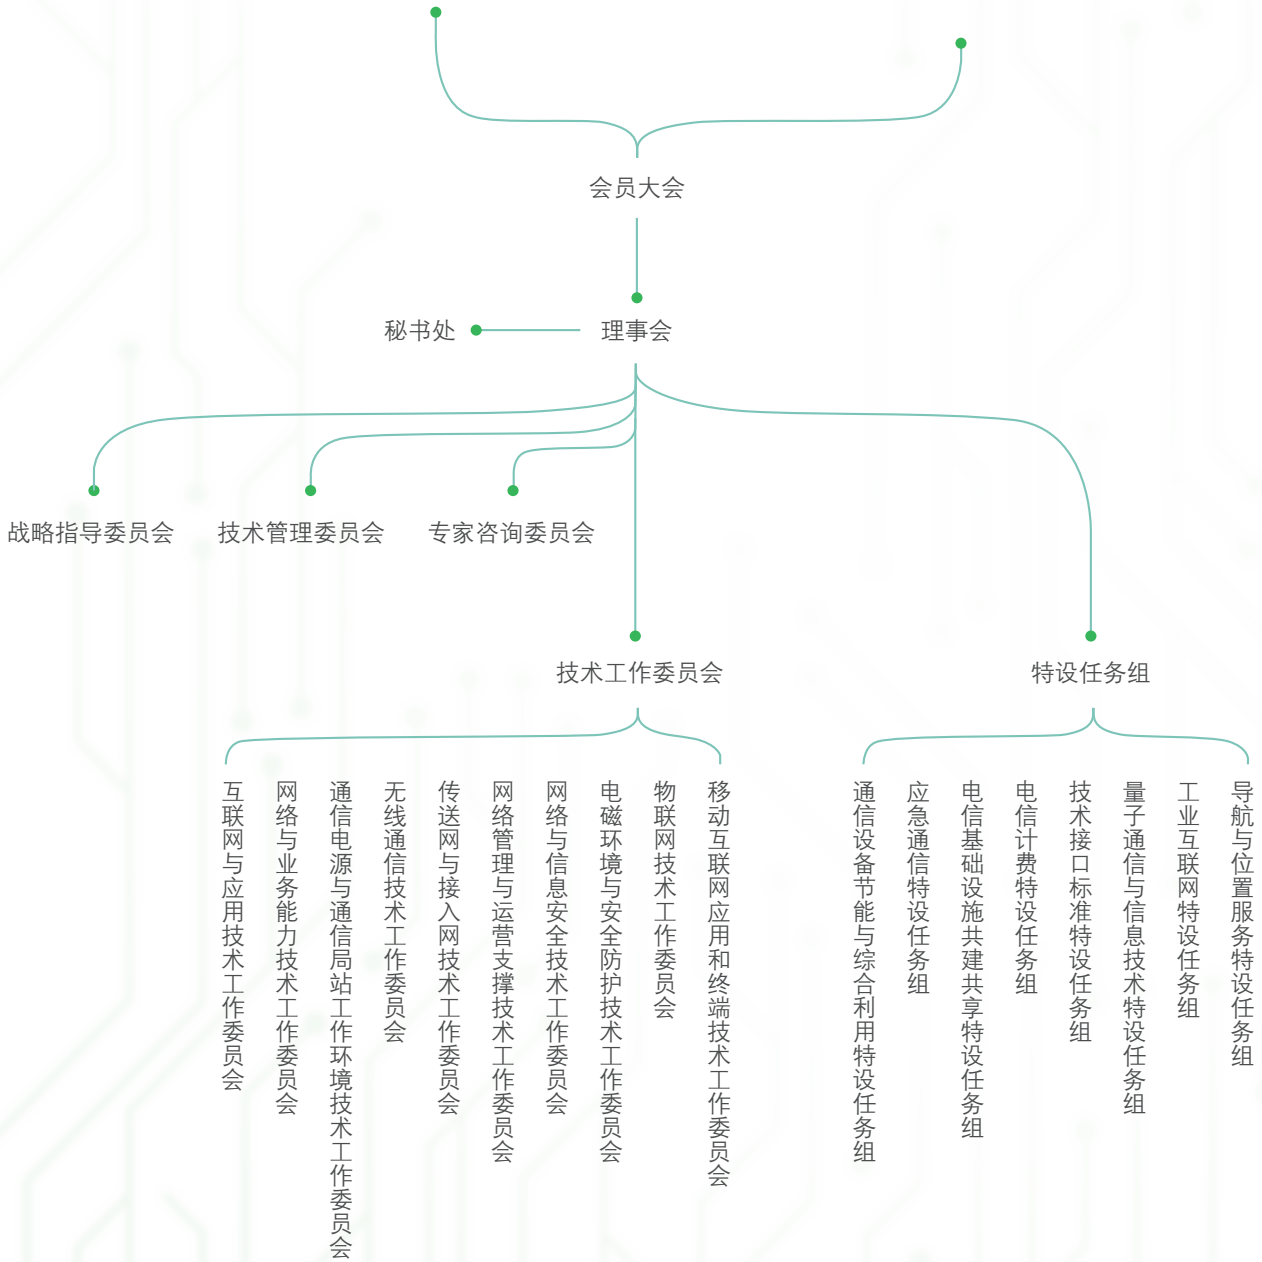 会员大会
秘书处
理事会
战略指导委员会
技术管理委员会
专家咨询委员会
技术工作委员会
特设任务组
互联网与应用技术工作委员会
网络与业务能力技术工作委员会
通信电源与通信局站工作环境技术工作委员会
无线通信技术工作委员会
传送网与接入网技术工作委员会
网络管理与运营支撑技术工作委员会
网络与信息安全技术工作委员会
电磁环境与安全防护技术工作委员会
物联网技术工作委员会
移动互联网应用和终端技术工作委员会
通信设备节能与综合利用特设任务组
应急通信特设任务组
电信基础设施共建共享特设任务组
电信计费特设任务组
技术接口标准特设任务组
量子通信与信息技术特设任务组
工业互联网特设任务组
导航与位置服务特设任务组